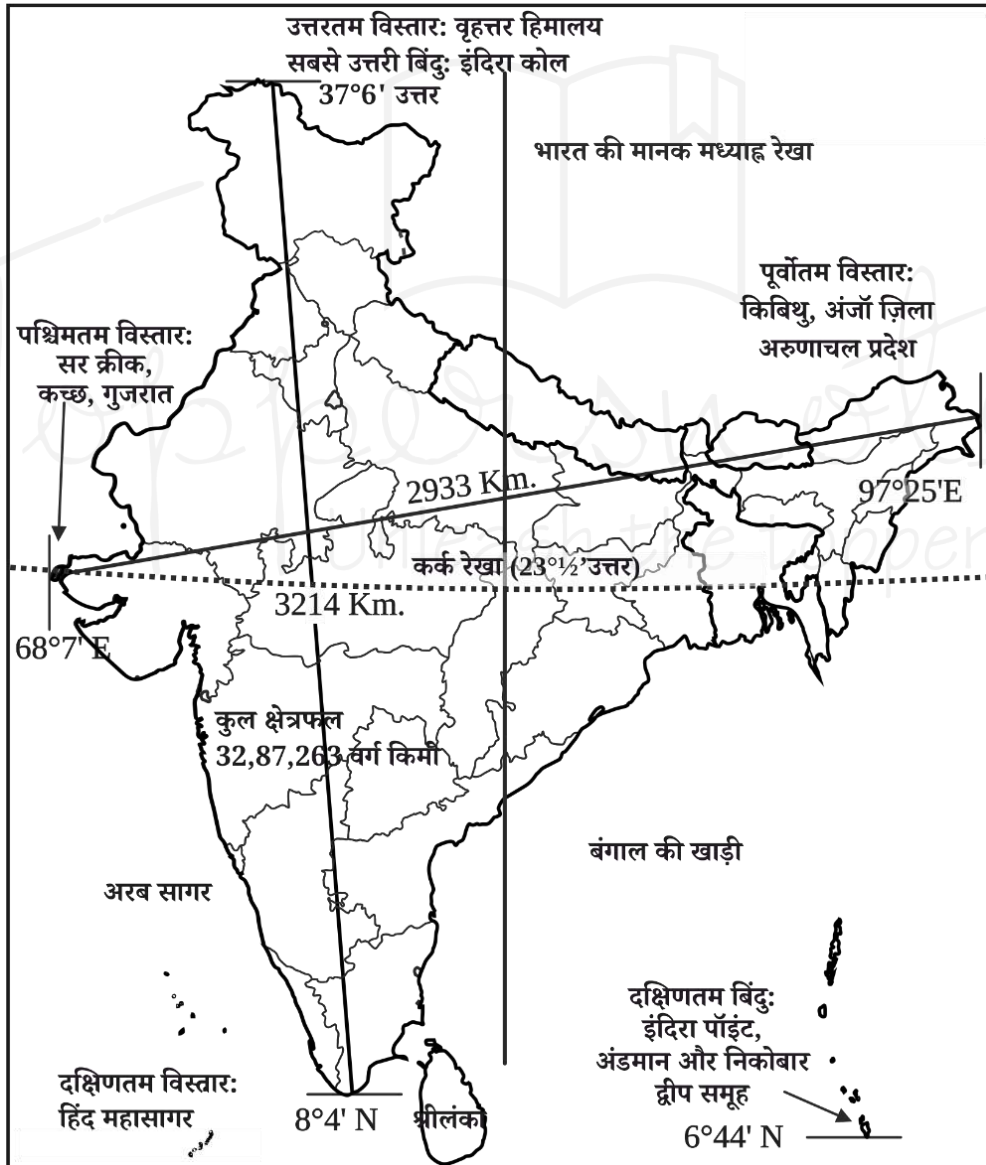 उत्तरतम विस्तार: वृहत्तर हिमालय
सबसे उत्तरी बिंदु: इंदिरा कोल
37°6' उत्तर
भारत की मानक मध्याह्न रेखा
पूर्वोतम विस्तार:
किबिथु, अंजॉ ज़िला
अरुणाचल प्रदेश
पश्चिमतम विस्तार:
सर क्रीक,
कच्छ, गुजरात
2933 Km.
97°25'E
कर्क रेखा (23°½’उत्तर)
3214 Km.
68°7' E
कुल क्षेत्रफल
32,87,263 वर्ग किमी
बंगाल की खाड़ी
अरब सागर
दक्षिणतम बिंदु:
इंदिरा पॉइंट,
अंडमान और निकोबार
द्वीप समूह
6°44' N
दक्षिणतम विस्तार:
हिंद महासागर
8°4' N
श्रीलंका
Unleash the topper